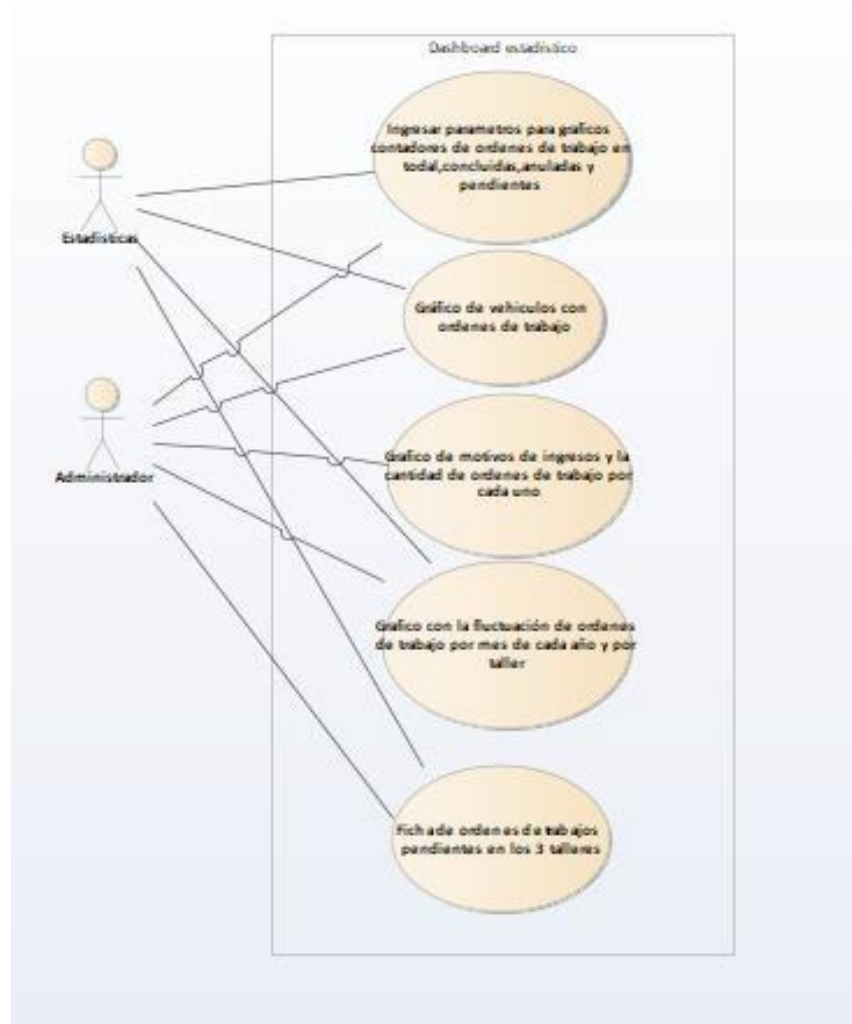 Dashboard estadistico
Ingresar parametros para graficos
contadores de ordenes de trabajo en
todal,concluidas,anuladas y
pendientes
Estadisticas
Gráfico de vehiculos con
ordenes de trabajo
Administrador
Grafico de motivos de ingresos y la
cantidad de ordenes de trabajo por
cada uno
Grafico con la fluctuación de ordenes
de trabajo por mes de cada año y por
taller
Ficha de ordenes de trabajos
pendientes en los 3 talleres